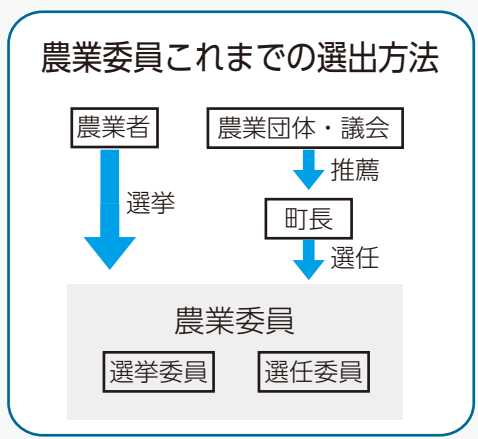 農業委員これまでの選出方法
農業者
農業団体・議会
推薦
選挙
町長
選任
農業委員
選挙委員
選任委員